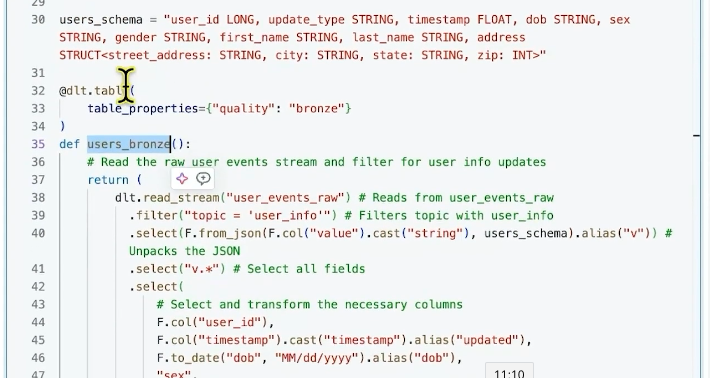 29
30 users_schema = "user_id LONG, update_type STRING, timestamp FLOAT, dob STRING, sex
STRING, gender STRING, first_name STRING, last_name STRING, address
STRUCT<street_address: STRING, city: STRING, state: STRING, zip: INT>"
31
32 @dlt.table(
33 table_properties={"quality": "bronze"}
34 )
35 def users_bronze():
36 # Read the raw user events stream and filter for user info updates
37 return (
38 dlt.read_stream("user_events_raw") # Reads from user_events_raw
39 .filter("topic = 'user_info'") # Filters topic with user_info
40 .select(F.from_json(F.col("value").cast("string"), users_schema).alias("v")) #
Unpacks the JSON
41 .select("v.*") # Select all fields
42 .select(
43 # Select and transform the necessary columns
44 F.col("user_id"),
45 F.col("timestamp").cast("timestamp").alias("updated"),
46 F.to_date("dob", "MM/dd/yyyy").alias("dob"),
47 "sex",
11:10